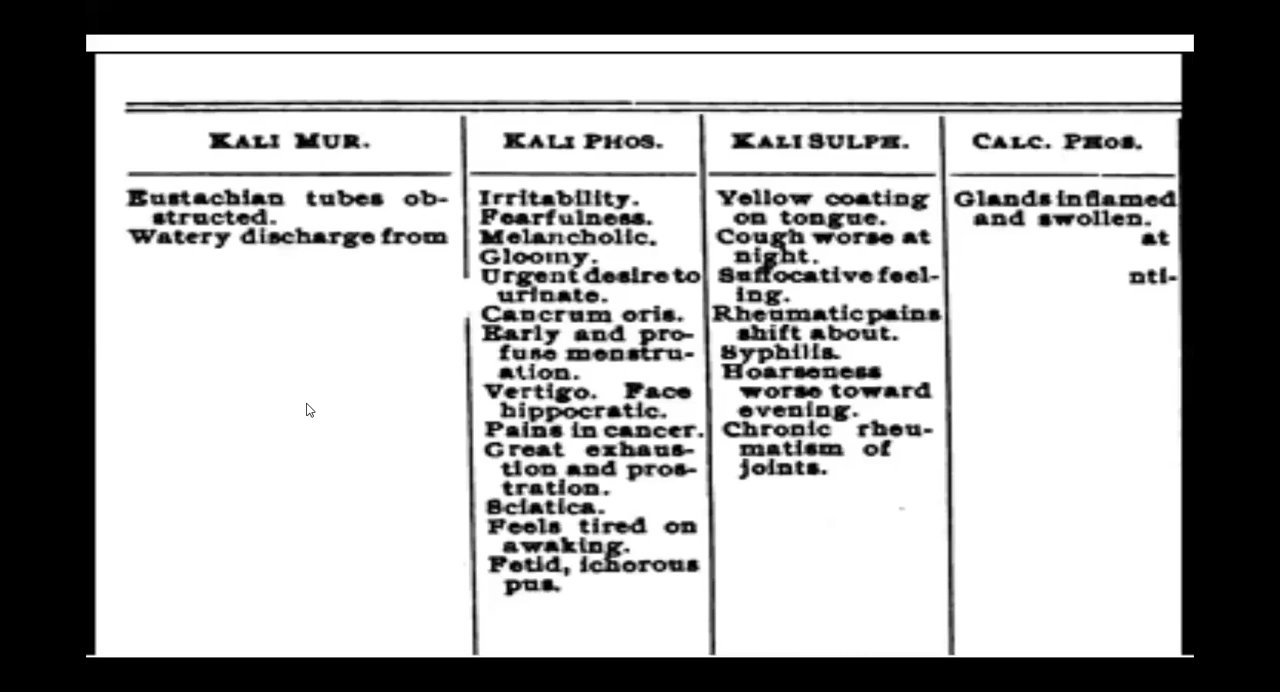 KALI MUR.
Eustachian tubes ob-
structed.
Watery discharge from
KALI PHOS.
Irritability.
Fearfulness.
Melancholic.
Gloomy.
Urgent desire to
urinate.
Cancrum oris.
Early and pro-
fuse menstru-
ation.
Vertigo. Face
hippocratic.
Pains in cancer.
Great exhaus-
tion and pros-
tration.
Sciatica.
Feels tired on
awaking.
Fetid, ichorous
pus.
KALI SULPH.
Yellow coating
on tongue.
Cough worse at
night.
Suffocative feel-
ing.
Rheumatic pains
shift about.
Syphilis.
Hoarseness
worse toward
evening.
Chronic rheu-
matism of
joints.
CALC. PHOS.
Glands inflamed
and swollen.
at
nti-